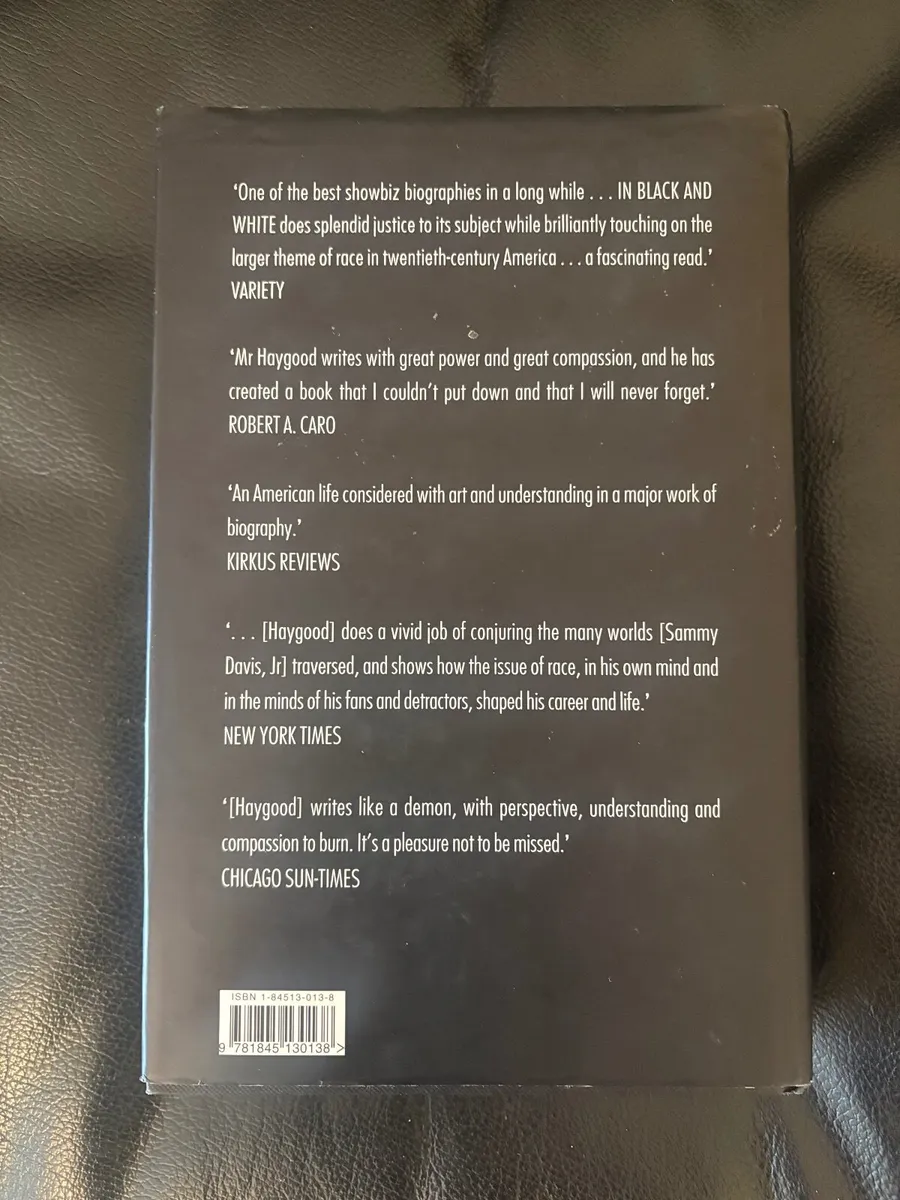 ‘One of the best showbiz biographies in a long while . . . IN BLACK AND
WHITE does splendid justice to its subject while brilliantly touching on the
larger theme of race in twentieth-century America . . . a fascinating read.’
VARIETY
‘Mr Haygood writes with great power and great compassion, and he has
created a book that I couldn’t put down and that I will never forget.’
ROBERT A. CARO
‘An American life considered with art and understanding in a major work of
biography.’
KIRKUS REVIEWS
‘. . . [Haygood] does a vivid job of conjuring the many worlds [Sammy
Davis, Jr] traversed, and shows how the issue of race, in his own mind and
in the minds of his fans and detractors, shaped his career and life.’
NEW YORK TIMES
‘[Haygood] writes like a demon, with perspective, understanding and
compassion to burn. It’s a pleasure not to be missed.’
CHICAGO SUN-TIMES
ISBN 1-84513-013-8
9 781845 130138 >